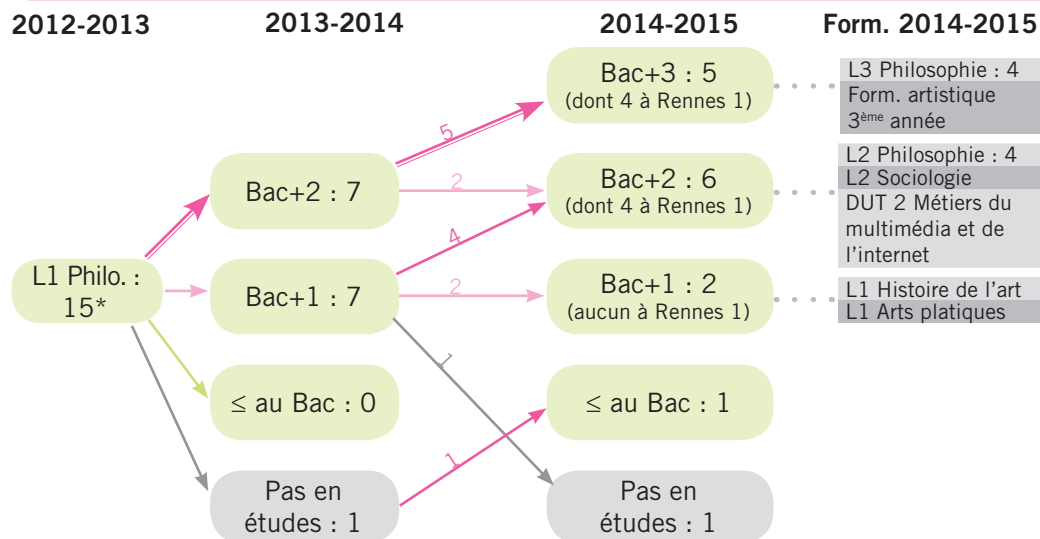 2012-2013
2013-2014
2014-2015
Form. 2014-2015
L1 Philo. :
15*
Bac+2 : 7
Bac+1 : 7
≤ au Bac : 0
Pas en
études : 1
5
2
4
2
1
1
Bac+3 : 5
(dont 4 à Rennes 1)
Bac+2 : 6
(dont 4 à Rennes 1)
Bac+1 : 2
(aucun à Rennes 1)
≤ au Bac : 1
Pas en
études : 1
L3 Philosophie : 4
Form. artistique
3ème année
L2 Philosophie : 4
L2 Sociologie
DUT 2 Métiers du
multimédia et de
l'internet
L1 Histoire de l'art
L1 Arts platiques